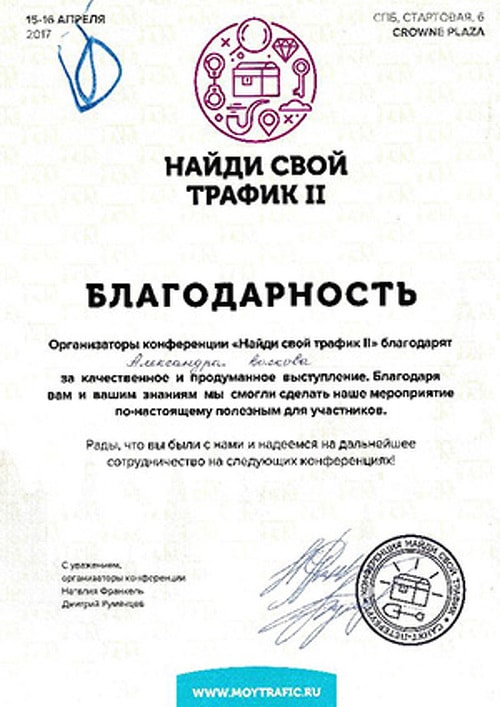 15-16 АПРЕЛЯ
2017
СПБ, СТАРТОВАЯ, 6
CROWNE PLAZA
НАЙДИ СВОЙ
ТРАФИК II
БЛАГОДАРНОСТЬ
Организаторы конференции «Найди свой трафик II» благодарят
Александра
за качественное и продуманное выступление. Благодаря
вам и вашим знаниям мы смогли сделать наше мероприятие
по-настоящему полезным для участников.
Рады, что вы были с нами и надеемся на дальнейшее
сотрудничество на следующих конференциях!
С уважением,
организаторы конференции
Наталия Франкель
Дмитрий Румянцев
КОНФЕРЕНЦИЯ НАЙДИ СВОЙ ТРАФИК
САНКТ-ПЕТЕРБУРГ
WWW.MOYTRAFIC.RU